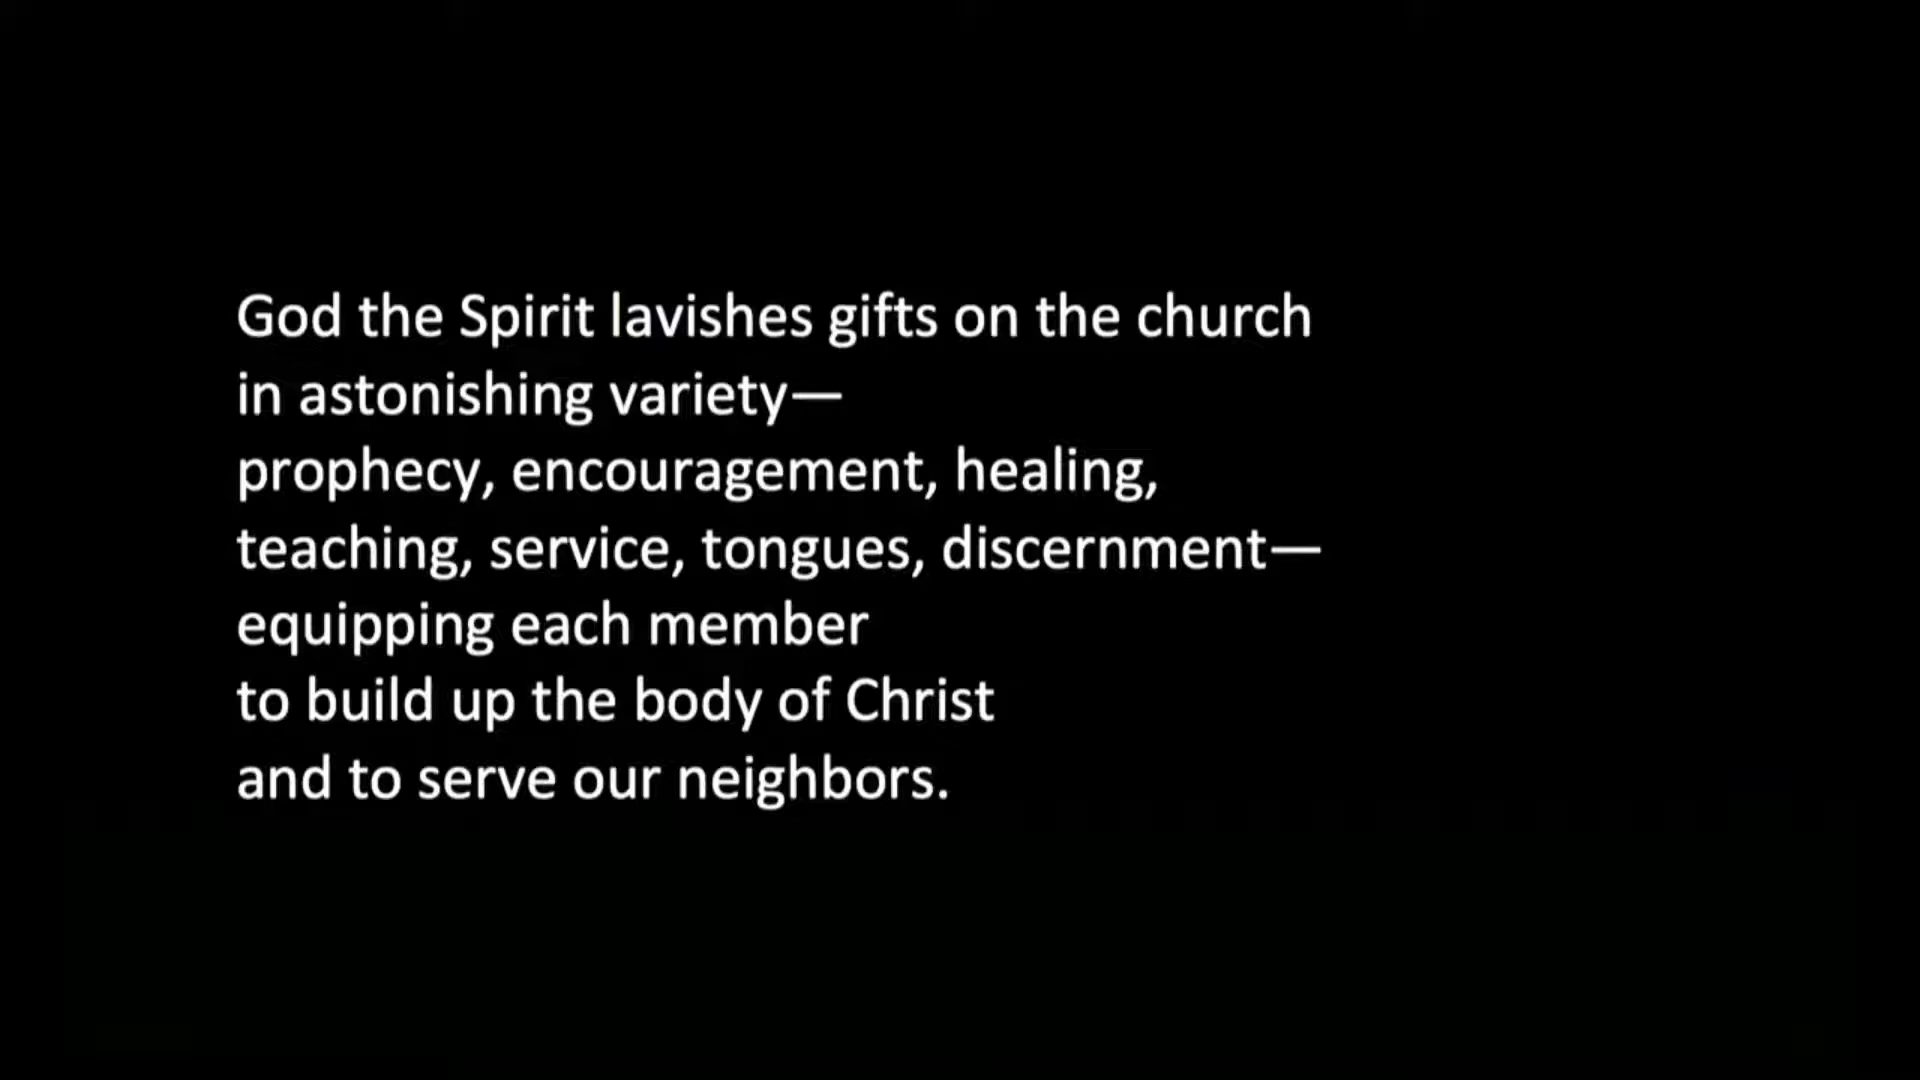 God the Spirit lavishes gifts on the church
in astonishing variety—
prophecy, encouragement, healing,
teaching, service, tongues, discernment—
equipping each member
to build up the body of Christ
and to serve our neighbors.